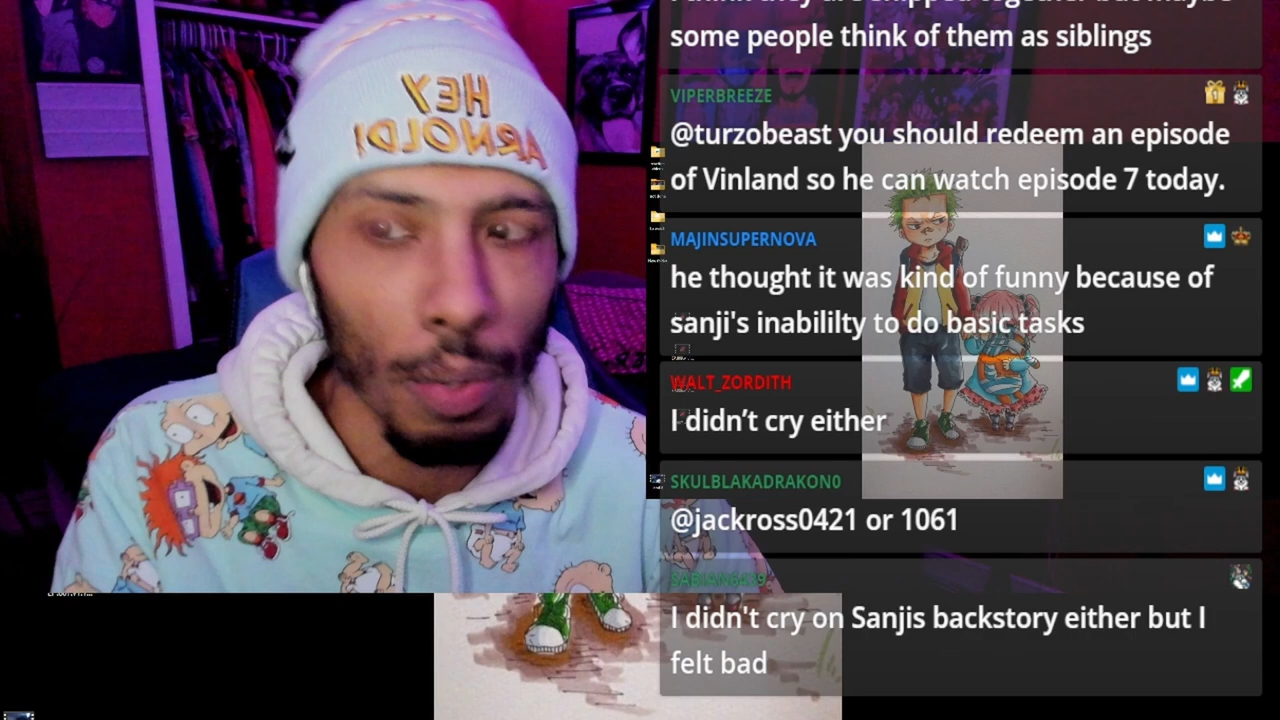 HEY
ARNOLD!
some people think of them as siblings
VIPERBREEZE
@turzobeast you should redeem an episode
of Vinland so he can watch episode 7 today.
MAJINSUPERNOVA
he thought it was kind of funny because of
sanji's inabililty to do basic tasks
WALT_ZORDITH
I didn’t cry either
SKULBLAKADRAKON0
@jackross0421 or 1061
SABIAN6439
I didn't cry on Sanjis backstory either but I
felt bad